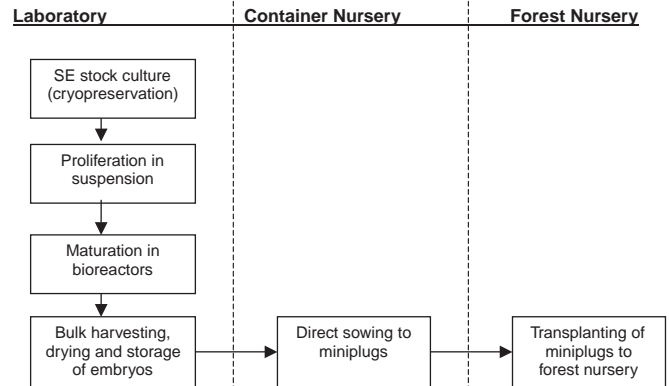 Laboratory Container Nursery Forest Nursery
SE stock culture
(cryopreservation)
Proliferation in
suspension
Maturation in
bioreactors
Bulk harvesting,
drying and storage
of embryos
Direct sowing to
miniplugs
Transplanting of
miniplugs to
forest nursery